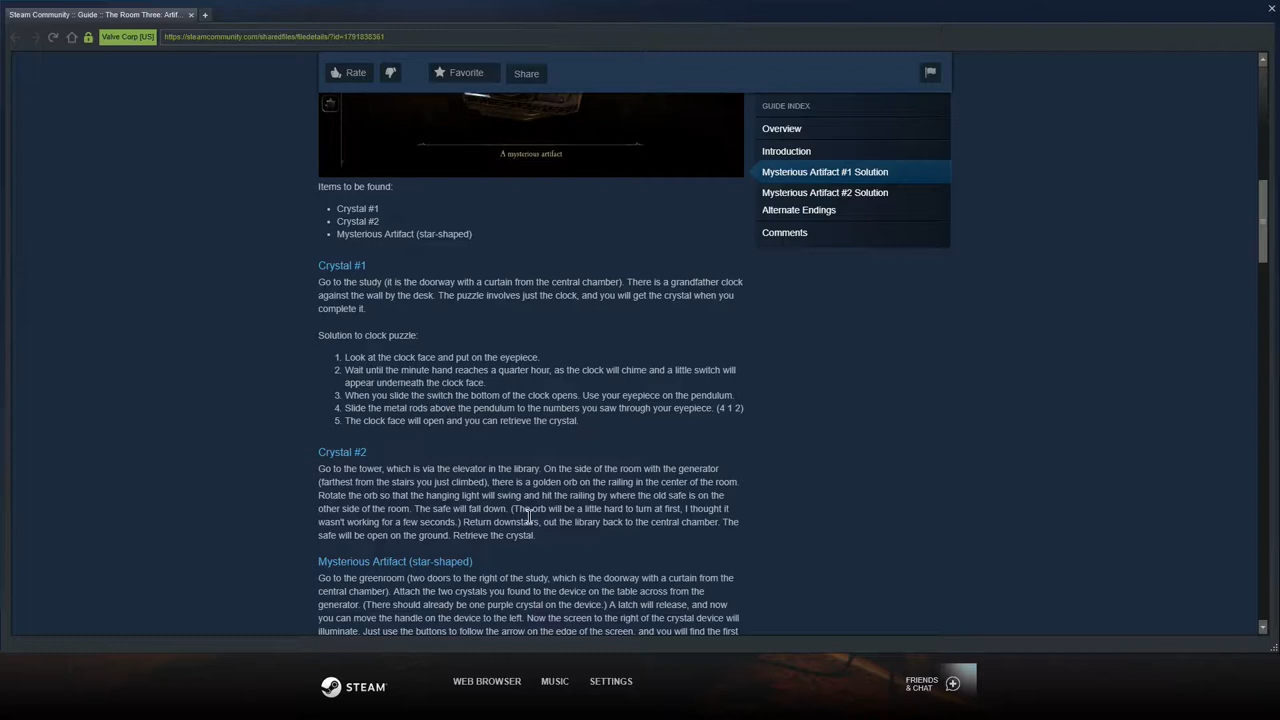 Steam Community :: Guide :: The Room Three: Artif...
Valve Corp [US]
https://steamcommunity.com/sharedfiles/filedetails/?id=1791838361
Rate
Favorite
Share
A mysterious artifact
Items to be found:
Crystal #1
Crystal #2
Mysterious Artifact (star-shaped)
Crystal #1
Go to the study (it is the doorway with a curtain from the central chamber). There is a grandfather clock
against the wall by the desk. The puzzle involves just the clock, and you will get the crystal when you
complete it.
Solution to clock puzzle:
1. Look at the clock face and put on the eyepiece.
2. Wait until the minute hand reaches a quarter hour, as the clock will chime and a little switch will
appear underneath the clock face.
3. When you slide the switch the bottom of the clock opens. Use your eyepiece on the pendulum.
4. Slide the metal rods above the pendulum to the numbers you saw through your eyepiece. (4 1 2)
5. The clock face will open and you can retrieve the crystal.
Crystal #2
Go to the tower, which is via the elevator in the library. On the side of the room with the generator
(farthest from the stairs you just climbed), there is a golden orb on the railing in the center of the room.
Rotate the orb so that the hanging light will swing and hit the railing by where the old safe is on the
other side of the room. The safe will fall down. (The orb will be a little hard to turn at first, I thought it
wasn't working for a few seconds.) Return downstairs, out the library back to the central chamber. The
safe will be open on the ground. Retrieve the crystal.
Mysterious Artifact (star-shaped)
Go to the greenroom (two doors to the right of the study, which is the doorway with a curtain from the
central chamber). Attach the two crystals you found to the device on the table across from the
generator. (There should already be one purple crystal on the device.) A latch will release, and now
you can move the handle on the device to the left. Now the screen to the right of the crystal device will
illuminate. Just use the buttons to follow the arrow on the edge of the screen, and you will find the first
GUIDE INDEX
Overview
Introduction
Mysterious Artifact #1 Solution
Mysterious Artifact #2 Solution
Alternate Endings
Comments
STEAM
WEB BROWSER
MUSIC
SETTINGS
FRIENDS
& CHAT